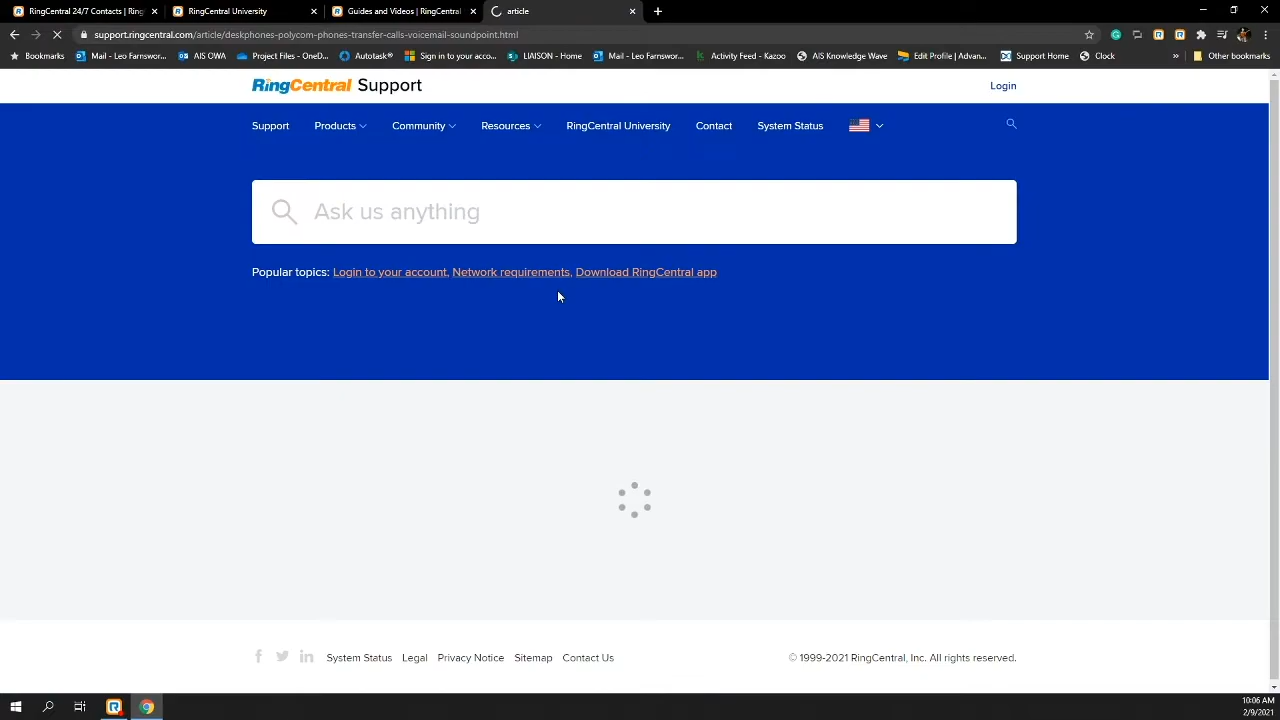 RingCentral 24/7 Contacts | Ring
RingCentral University
Guides and Videos | RingCentral
article
support.ringcentral.com/article/deskphones-polycom-phones-transfer-calls-voicemail-soundpoint.html
Bookmarks
Mail - Leo Farnswor...
AIS OWA
Project Files - OneD...
Autotask®
Sign in to your acco...
LIAISON - Home
Mail - Leo Farnswor...
Activity Feed - Kazoo
AIS Knowledge Wave
Edit Profile | Advan...
Support Home
Clock
»
Other bookmarks
RingCentral Support
Login
Support
Products
Community
Resources
RingCentral University
Contact
System Status
Ask us anything
Popular topics: Login to your account, Network requirements, Download RingCentral app
System Status
Legal
Privacy Notice
Sitemap
Contact Us
© 1999-2021 RingCentral, Inc. All rights reserved.
10:06 AM
2/9/2021